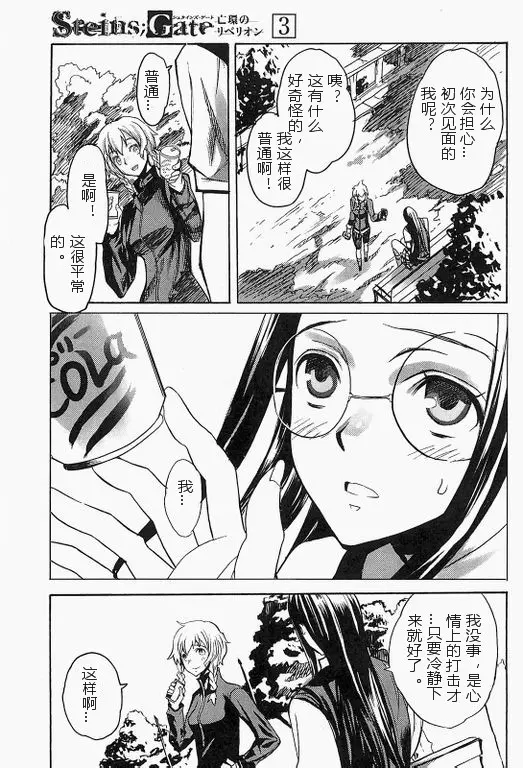 Steins;Gate
シュタインズ・ゲート
亡環の
リベリオン
3
为什么
你会担心…
初次见面的
我呢？
咦？
这有什么
好奇怪的，
我这样很
普通啊！
普通…
是啊！
这很平常
的。
COLA
我…
我没事，是心
情上的打击才
…只要冷静下
来就好了。
这样
啊…